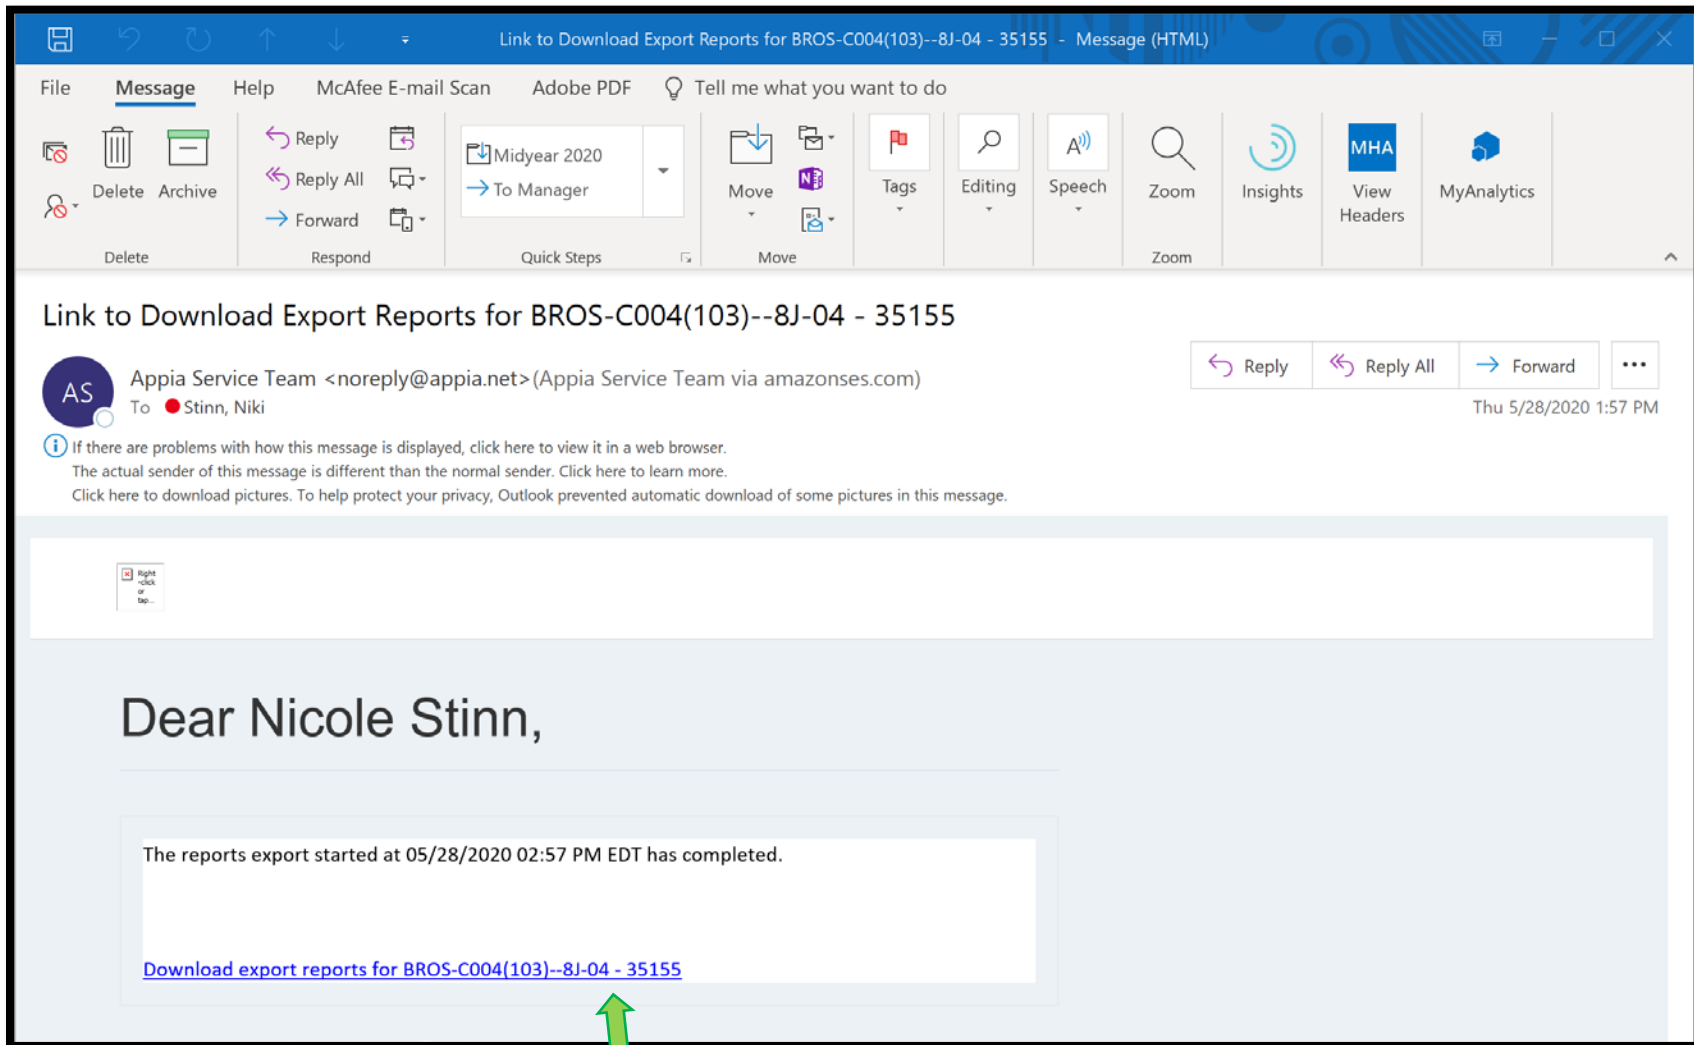 Link to Download Export Reports for BROS-C004(103)--8J-04 - 35155 - Message (HTML)
File Message Help McAfee E-mail Scan Adobe PDF Tell me what you want to do
Delete
Archive
Delete
Reply
Reply All
Forward
Respond
Midyear 2020
To Manager
Quick Steps
Move
N
Move
Tags
Editing
A
Speech
Zoom
Zoom
Insights
MHA
View
Headers
MyAnalytics
Link to Download Export Reports for BROS-C004(103)--8J-04 - 35155
AS
Appia Service Team <noreply@appia.net>(Appia Service Team via amazonses.com)
To Stinn, Niki
Reply Reply All Forward ...
Thu 5/28/2020 1:57 PM
i If there are problems with how this message is displayed, click here to view it in a web browser.
The actual sender of this message is different than the normal sender. Click here to learn more.
Click here to download pictures. To help protect your privacy, Outlook prevented automatic download of some pictures in this message.
Right
-click
or
tap...
Dear Nicole Stinn,
The reports export started at 05/28/2020 02:57 PM EDT has completed.
Download export reports for BROS-C004(103)--8J-04 - 35155